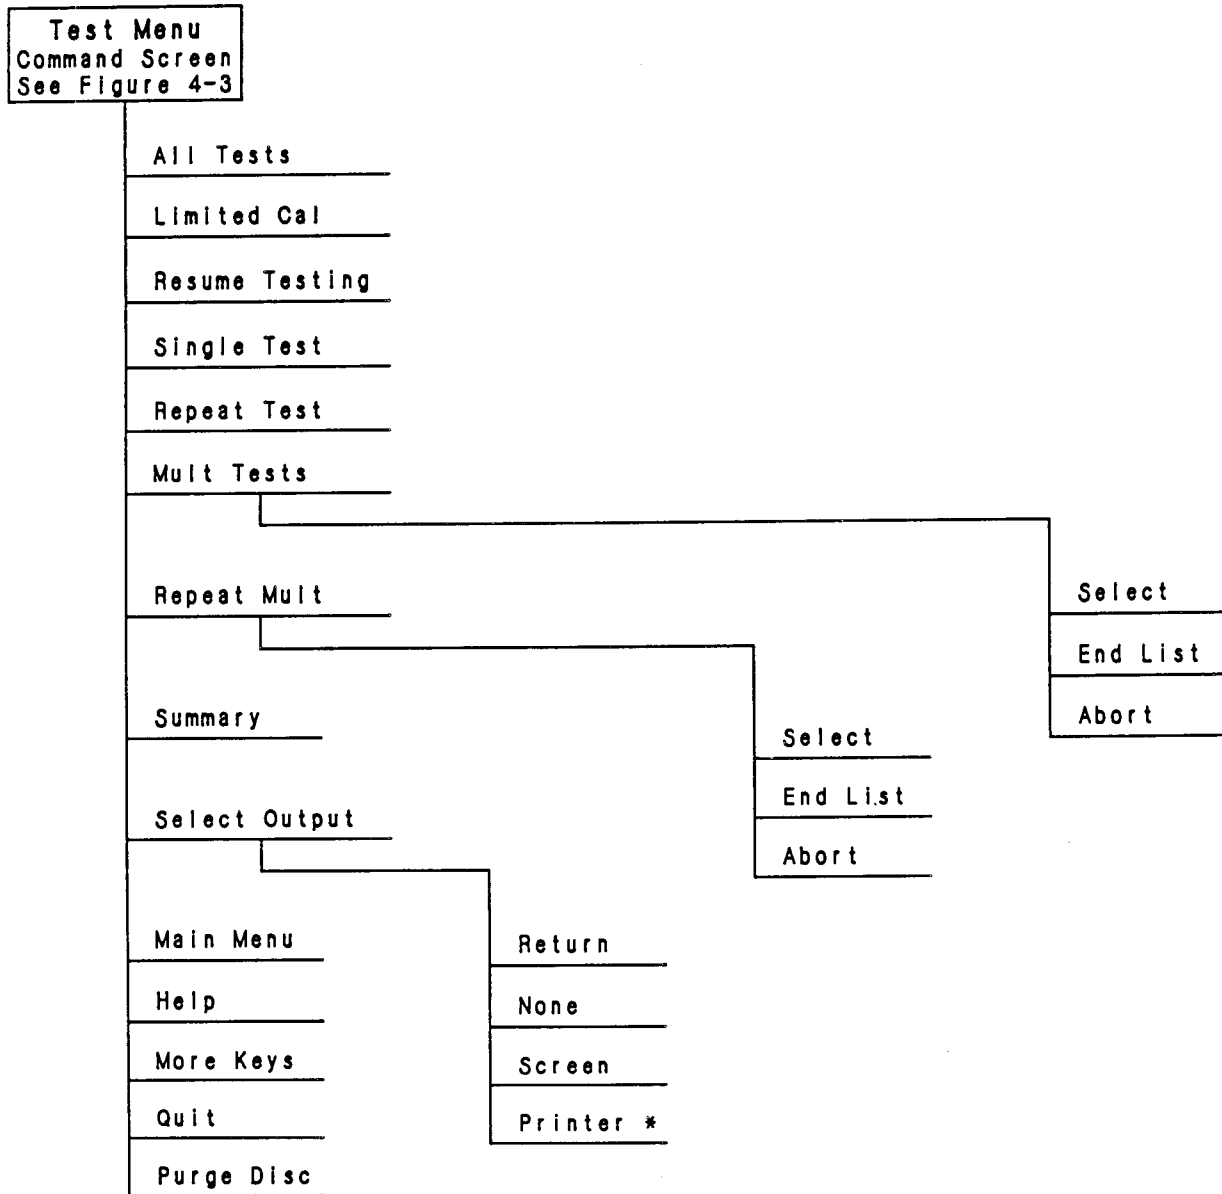 Test Menu
Command Screen
See Figure 4-3
All Tests
Limited Cal
Resume Testing
Single Test
Repeat Test
Mult Tests
Select
End List
Abort
Repeat Mult
Select
End List
Abort
Summary
Select Output
Return
None
Screen
Printer *
Main Menu
Help
More Keys
Quit
Purge Disc